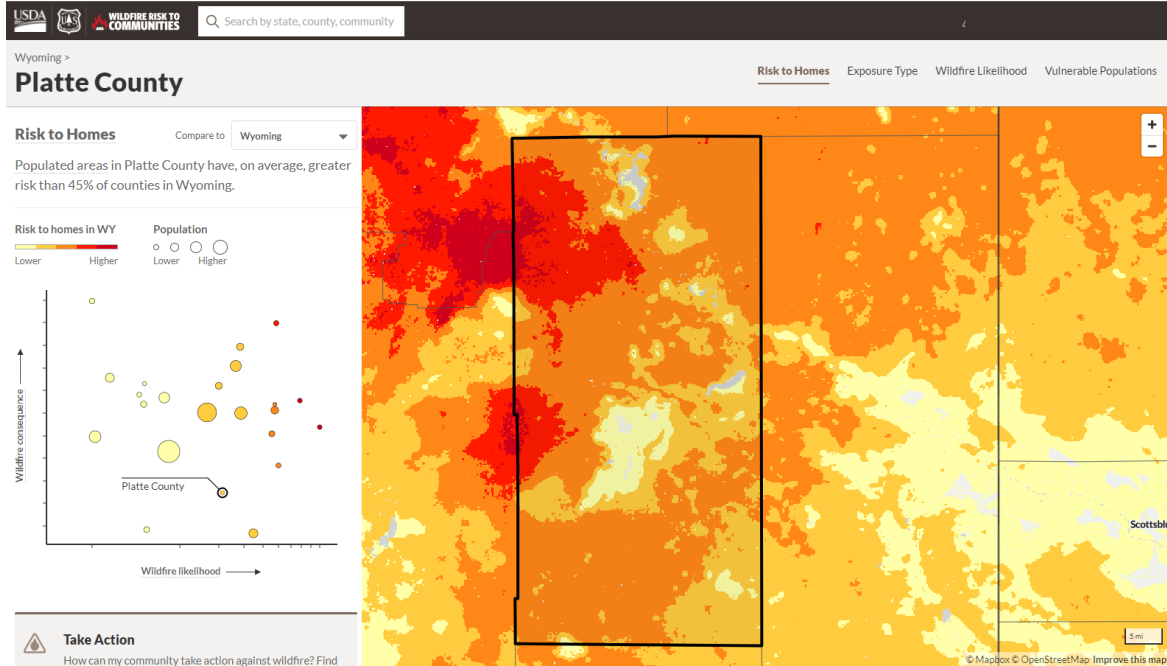 USDA
UAS
WILDFIRE RISK TO
COMMUNITIES
Search by state, county, community
Wyoming >
Platte County
Risk to Homes
Exposure Type
Wildfire Likelihood
Vulnerable Populations
Risk to Homes
Compare to
Wyoming
Populated areas in Platte County have, on average, greater
risk than 45% of counties in Wyoming.
Risk to homes in WY
Population
Lower
Higher
Lower
Higher
Wildfire consequence
Platte County
Wildfire likelihood
Take Action
How can my community take action against wildfire? Find
+
−
Scottsblu
5 mi
© Mapbox © OpenStreetMap Improve this map